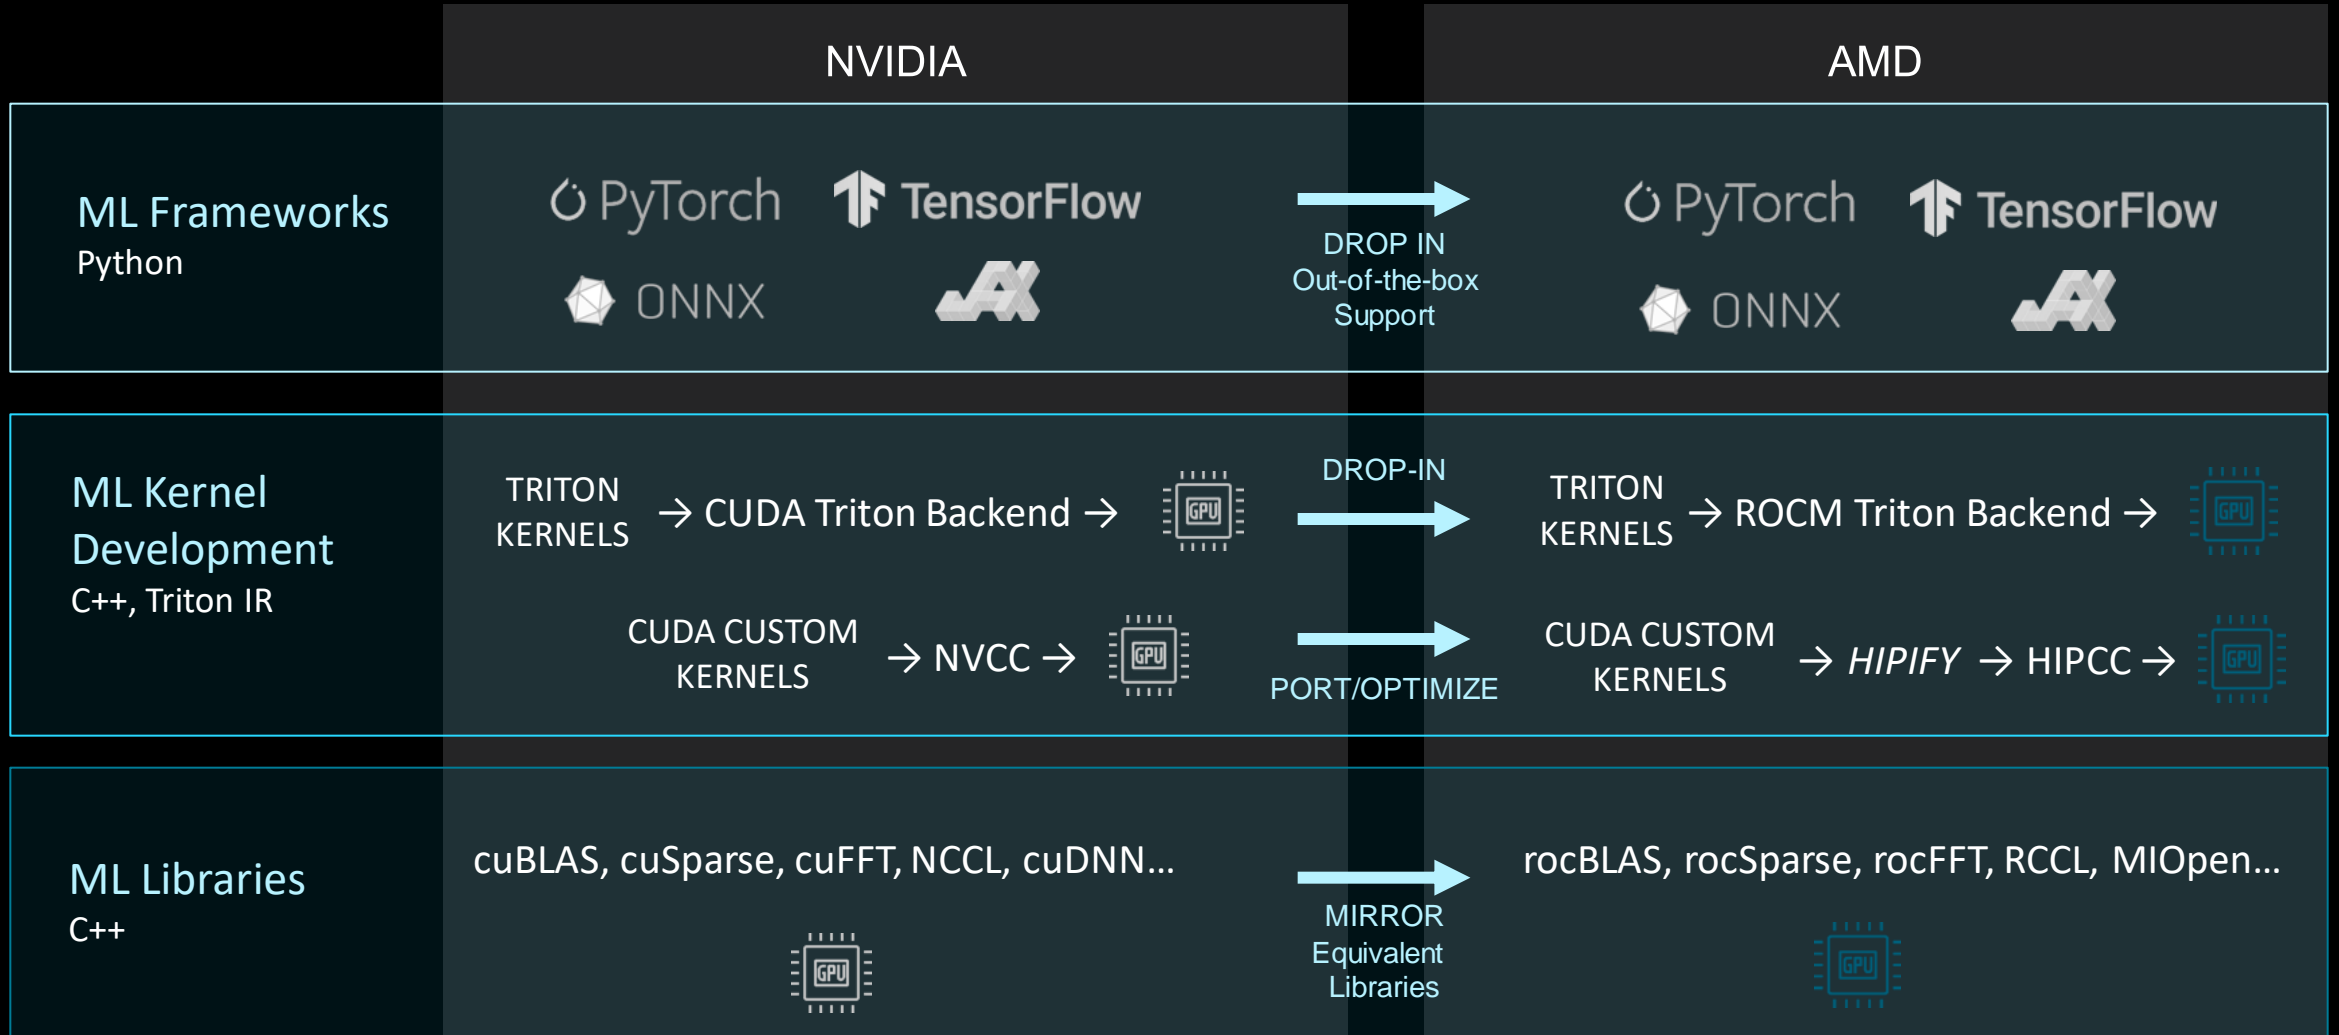 NVIDIA
AMD
ML Frameworks
Python
PyTorch
TensorFlow
ONNX
JAX
DROP IN
Out-of-the-box
Support
PyTorch
TensorFlow
ONNX
JAX
ML Kernel
Development
C++, Triton IR
TRITON
KERNELS
→ CUDA Triton Backend →
GPU
DROP-IN
TRITON
KERNELS
→ ROCM Triton Backend →
GPU
CUDA CUSTOM
KERNELS
→ NVCC →
GPU
PORT/OPTIMIZE
CUDA CUSTOM
KERNELS
→ HIPIFY → HIPCC →
GPU
ML Libraries
C++
cuBLAS, cuSparse, cuFFT, NCCL, cuDNN...
GPU
MIRROR
Equivalent
Libraries
rocBLAS, rocSparse, rocFFT, RCCL, MIOpen...
GPU